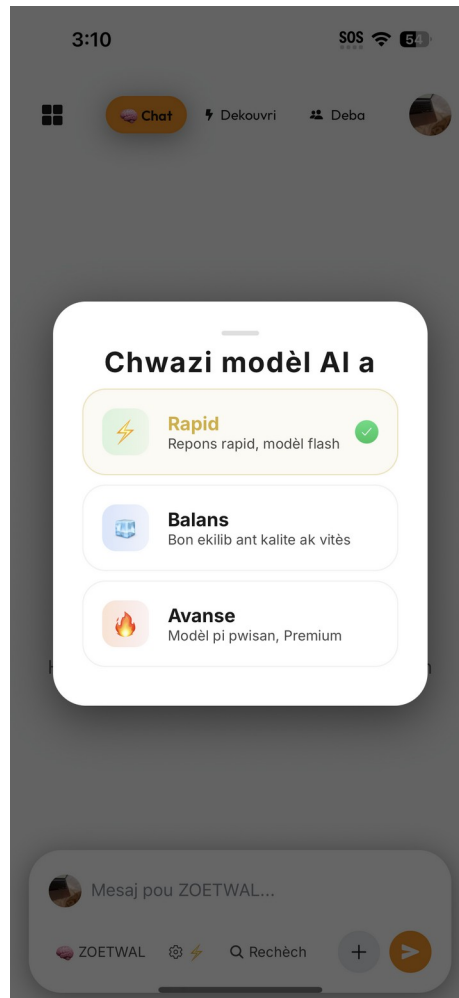 3:10
SOS
54
Chat
Dekouvri
Deba
Chwazi modèl AI a
Rapid
Repons rapid, modèl flash
Balans
Bon ekilib ant kalite ak vitès
Avanse
Modèl pi pwisan, Premium
Mesaj pou ZOETWAL...
ZOETWAL
Rechèch